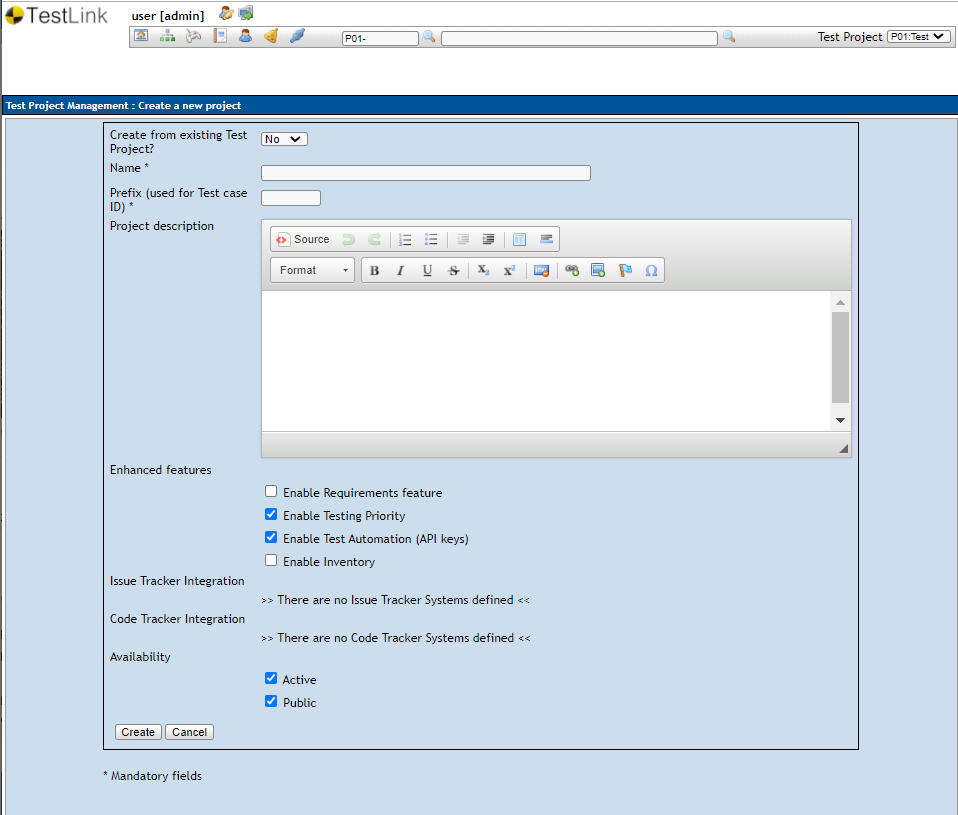 TestLink
user [admin]
P01-
Test Project P01:Test
Test Project Management : Create a new project
Create from existing Test
Project?
No
Name *
Prefix (used for Test case
ID) *
Project description
Source
Format
B I U S X₂ x²
Ω
Enhanced features
Enable Requirements feature
Enable Testing Priority
Enable Test Automation (API keys)
Enable Inventory
Issue Tracker Integration
>> There are no Issue Tracker Systems defined <<
Code Tracker Integration
>> There are no Code Tracker Systems defined <<
Availability
Active
Public
Create Cancel
* Mandatory fields